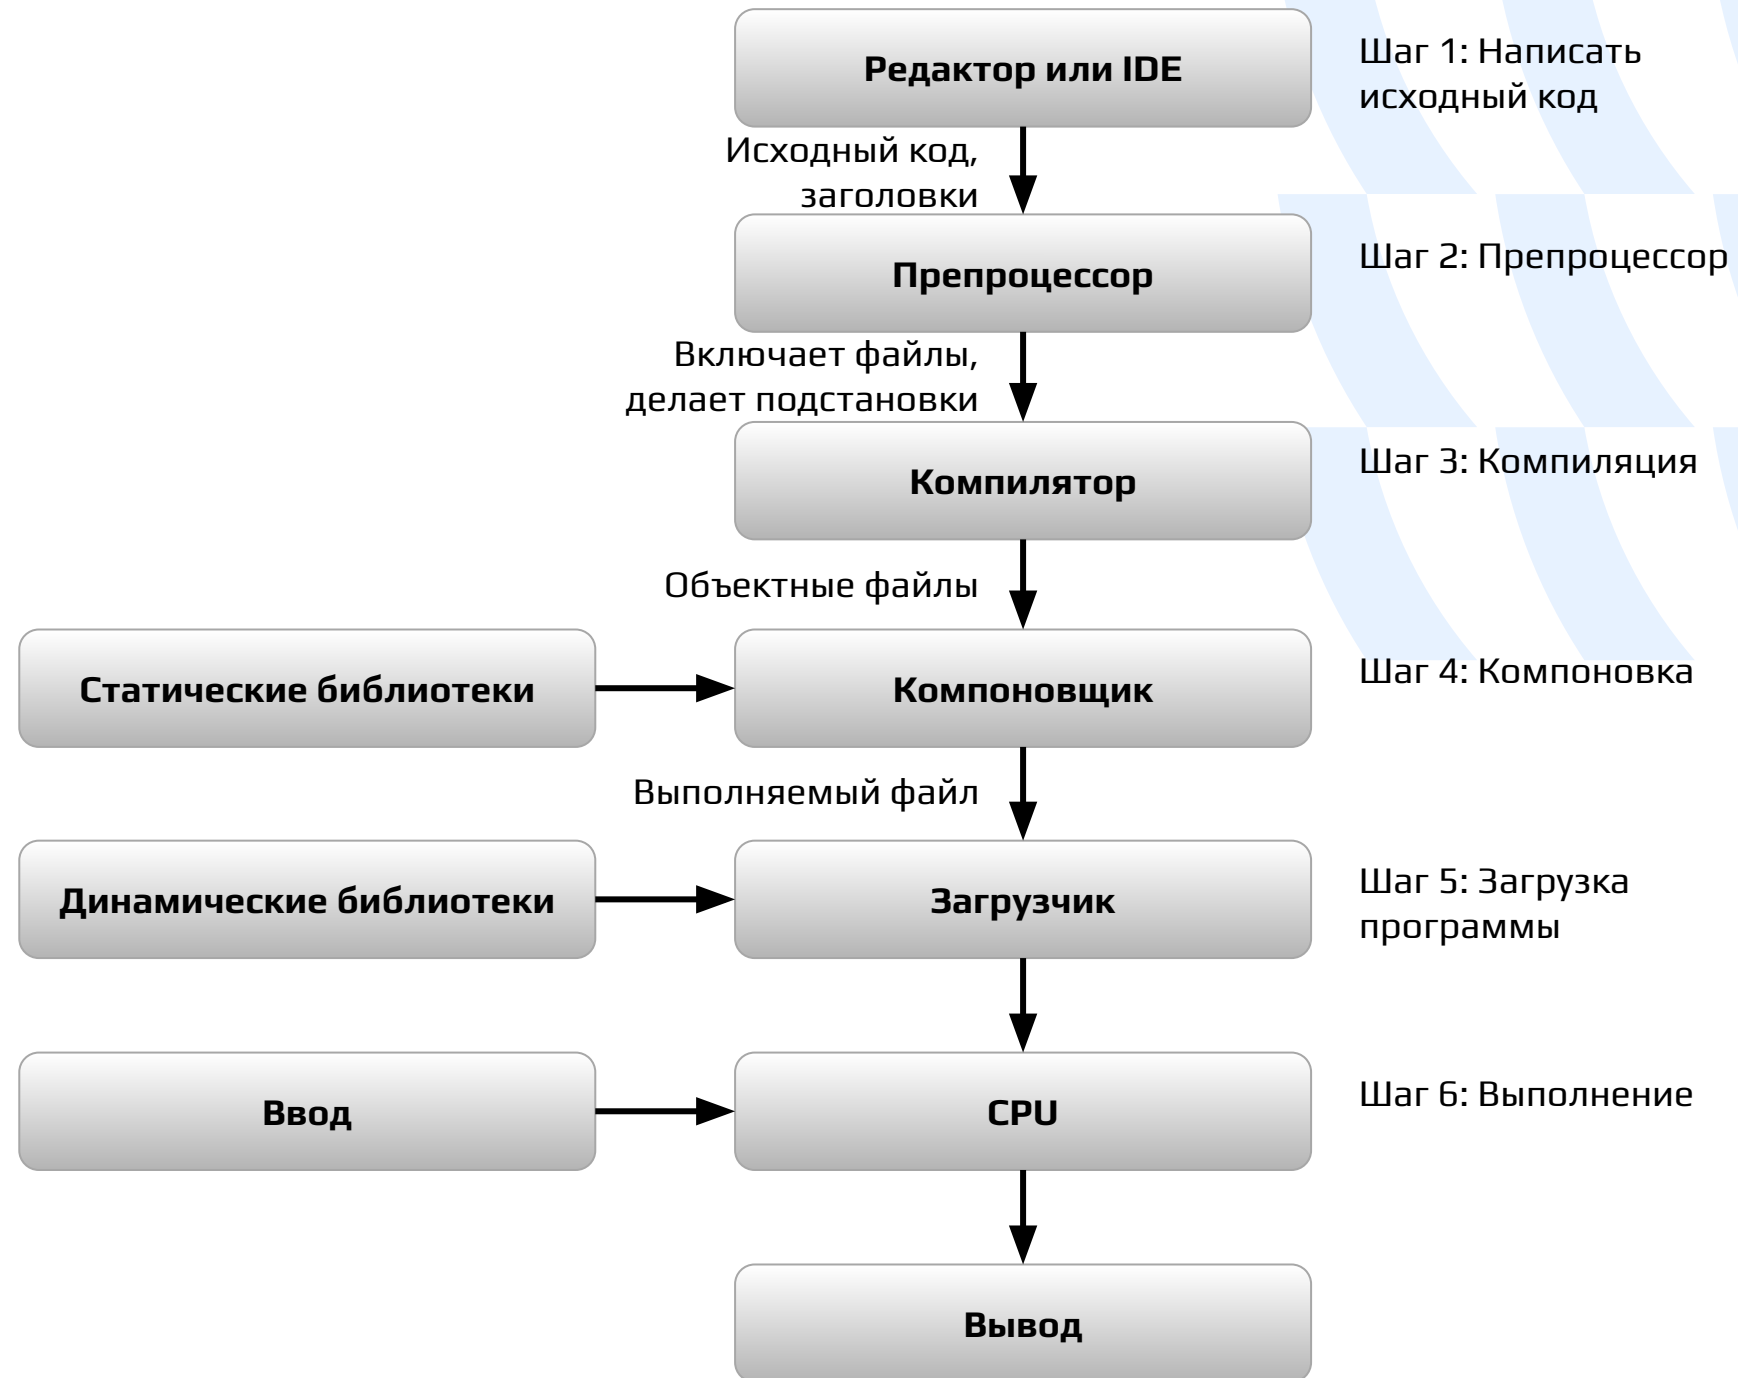 Редактор или IDE
Шаг 1: Написать
исходный код
Исходный код,
заголовки
Препроцессор
Шаг 2: Препроцессор
Включает файлы,
делает подстановки
Компилятор
Шаг 3: Компиляция
Объектные файлы
Статические библиотеки
Компоновщик
Шаг 4: Компоновка
Выполняемый файл
Динамические библиотеки
Загрузчик
Шаг 5: Загрузка
программы
Ввод
CPU
Шаг 6: Выполнение
Вывод